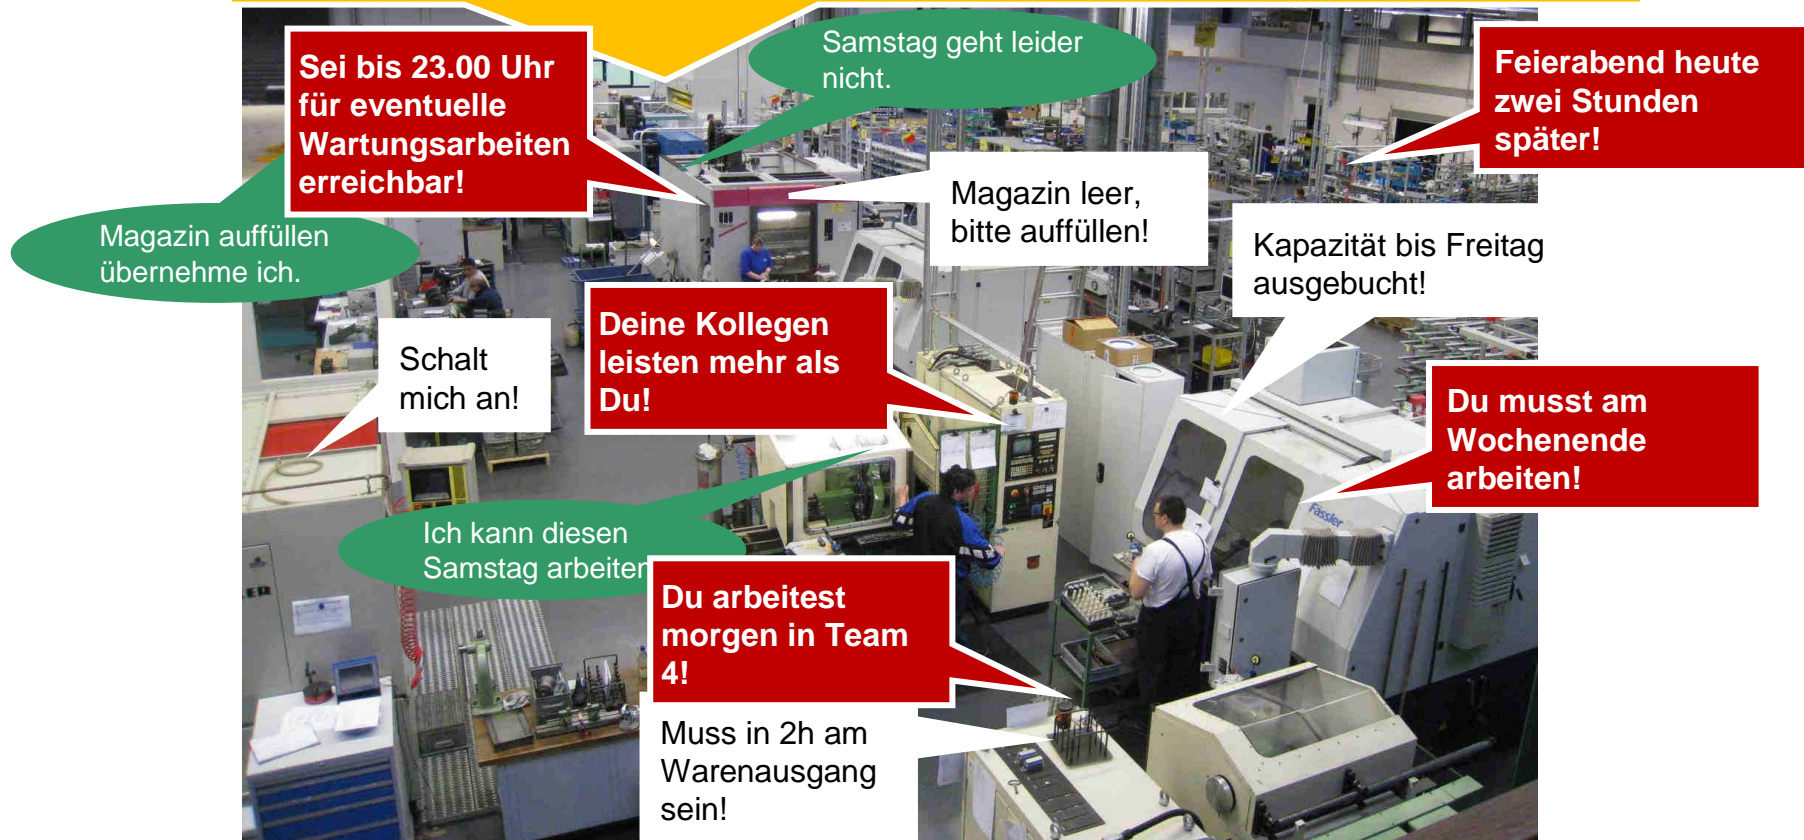 Samstag geht leider
nicht.
Sei bis 23.00 Uhr
für eventuelle
Wartungsarbeiten
erreichbar!
Feierabend heute
zwei Stunden
später!
Magazin leer,
bitte auffüllen!
Magazin auffüllen
übernehme ich.
Kapazität bis Freitag
ausgebucht!
Deine Kollegen
leisten mehr als
Du!
Schalt
mich an!
Du musst am
Wochenende
arbeiten!
Fässler
Ich kann diesen
Samstag arbeiten
Du arbeitest
morgen in Team
4!
Muss in 2h am
Warenausgang
sein!